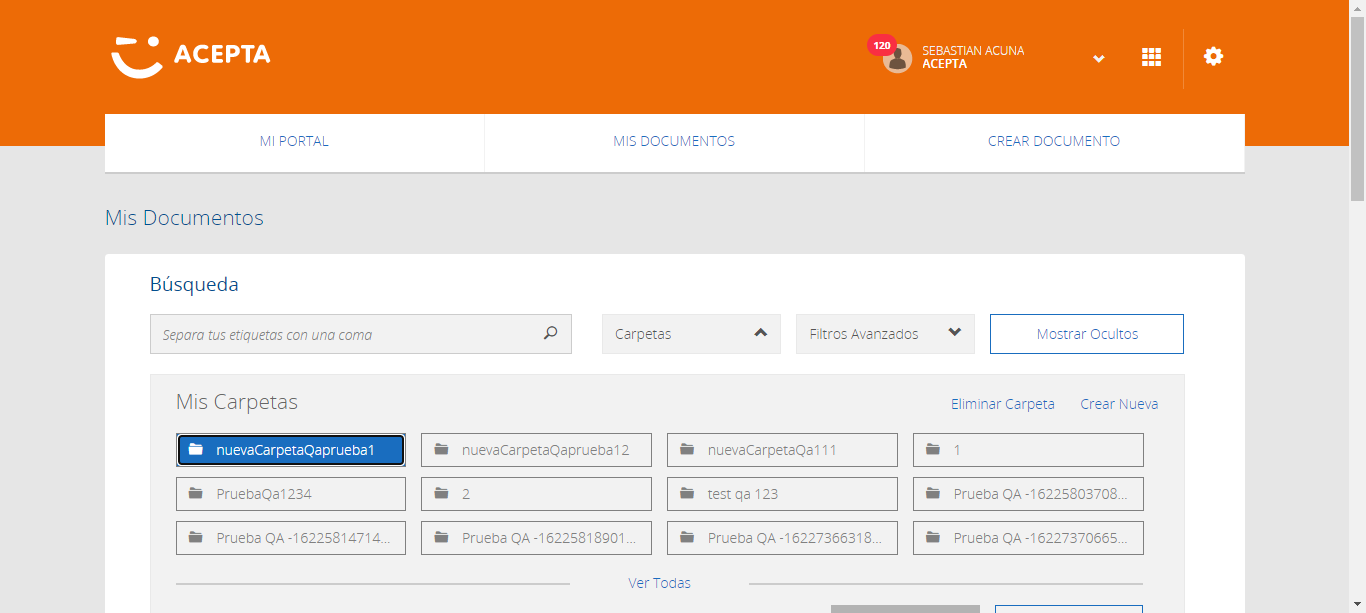 ACEPTA
120
SEBASTIAN ACUNA
ACEPTA
MI PORTAL
MIS DOCUMENTOS
CREAR DOCUMENTO
Mis Documentos
Búsqueda
Separa tus etiquetas con una coma
Carpetas
Filtros Avanzados
Mostrar Ocultos
Mis Carpetas
Eliminar Carpeta
Crear Nueva
nuevaCarpetaQaprueba1
nuevaCarpetaQaprueba12
nuevaCarpetaQa111
1
PruebaQa1234
2
test qa 123
Prueba QA -16225803708...
Prueba QA -16225814714...
Prueba QA -16225818901...
Prueba QA -16227366318...
Prueba QA -16227370665...
Ver Todas